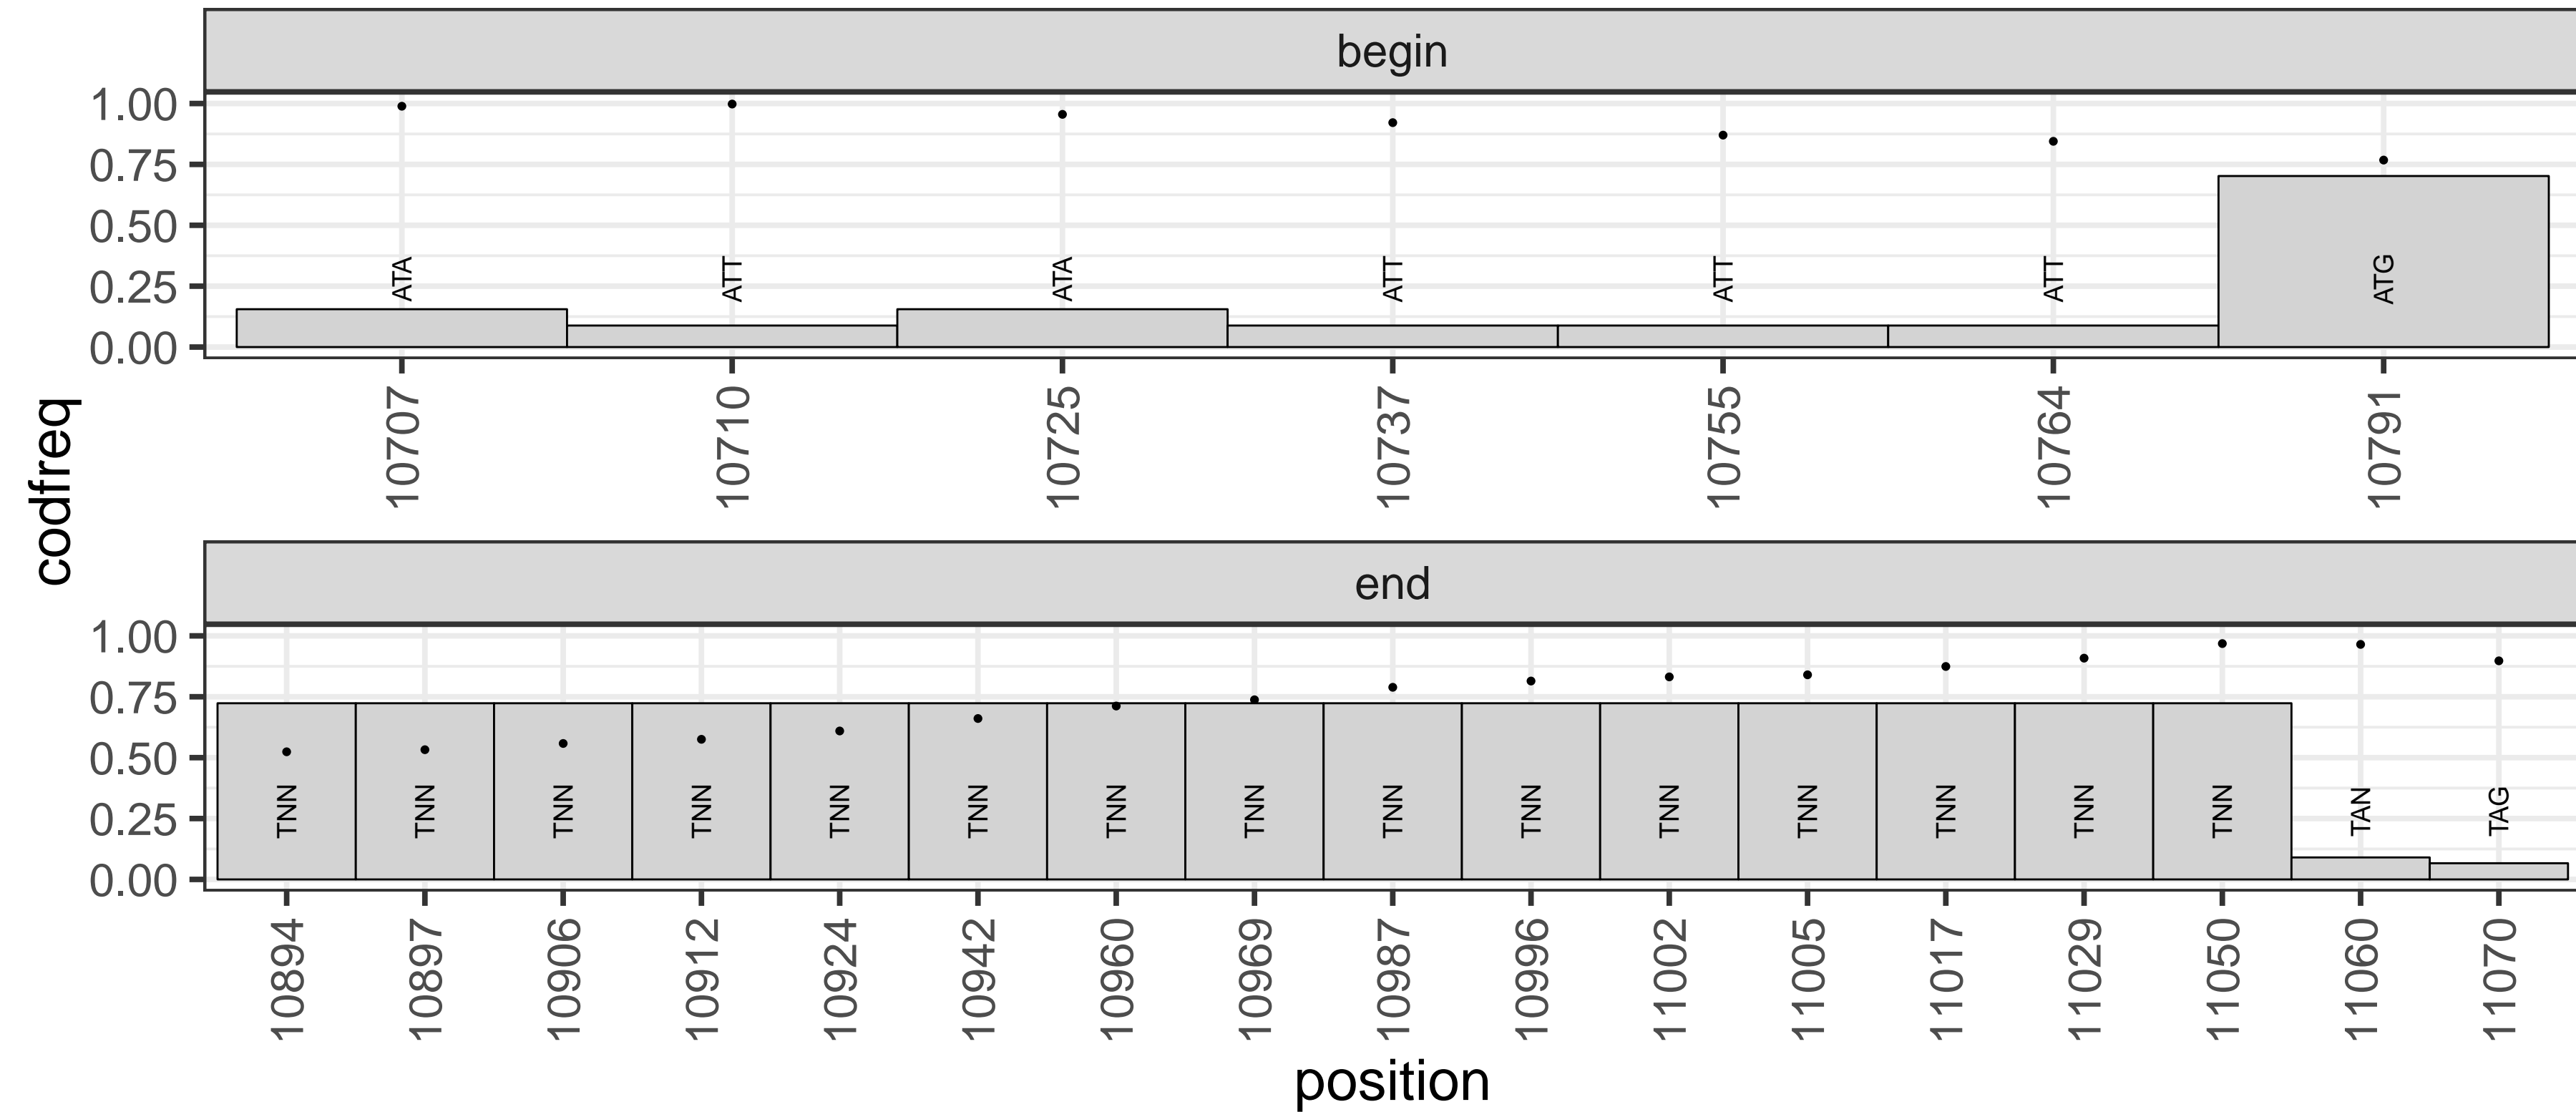 begin
1.00
0.75
0.50
0.25
0.00
ATA ATT ATA ATT ATT ATT ATG
10707 10710 10725 10737 10755 10764 10791
codfreq
end
1.00
0.75
0.50
0.25
0.00
TNN TNN TNN TNN TNN TNN TNN TNN TNN TNN TNN TNN TNN TNN TNN TAN TAG
10894 10897 10906 10912 10924 10942 10960 10969 10987 10996 11002 11005 11017 11029 11050 11060 11070
position